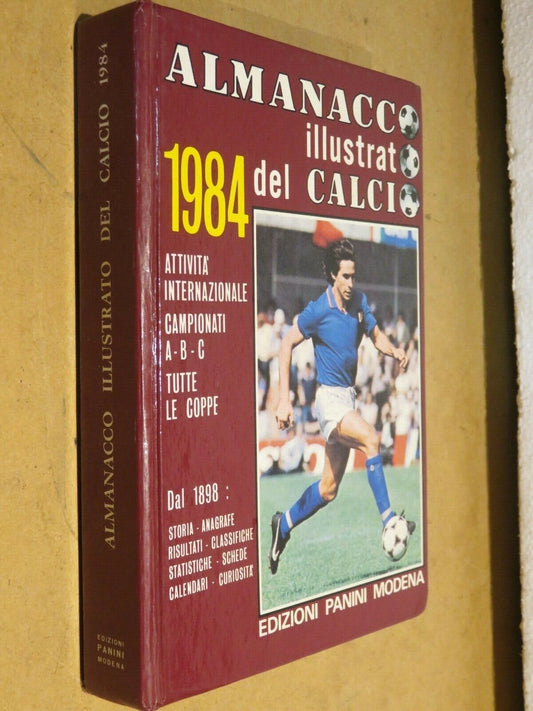 ALMANACCO
illustrato
1984 del CALCIO
ATTIVITA'
INTERNAZIONALE
CAMPIONATI
A-B-C
TUTTE
LE COPPE
Dal 1898 :
STORIA - ANAGRAFE
RISULTATI - CLASSIFICHE
STATISTICHE - SCHEDE
CALENDARI - CURIOSITA'
EDIZIONI PANINI MODENA
ALMANACCO ILLUSTRATO DEL CALCIO 1984
EDIZIONI
PANINI
MODENA